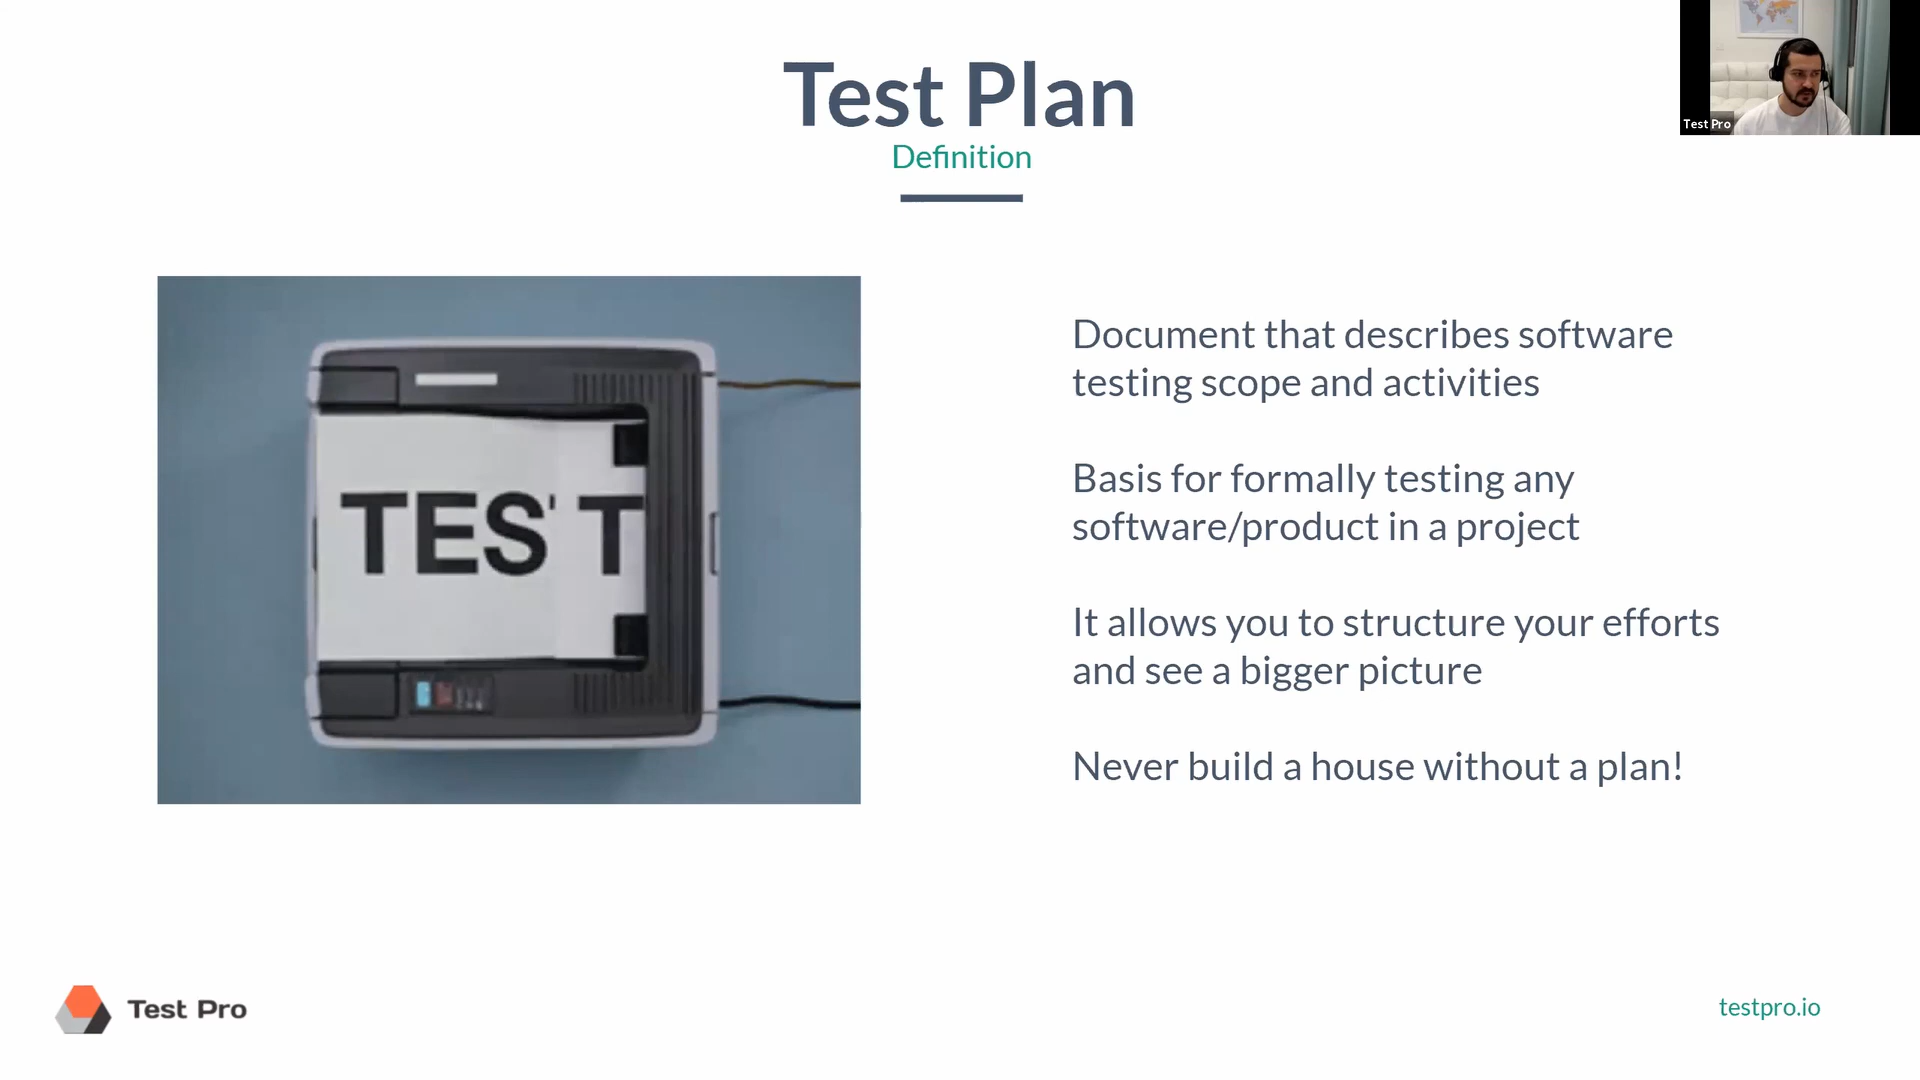 Test Plan
Definition
Test Pro
TES' T
Document that describes software
testing scope and activities
Basis for formally testing any
software/product in a project
It allows you to structure your efforts
and see a bigger picture
Never build a house without a plan!
Test Pro
testpro.io